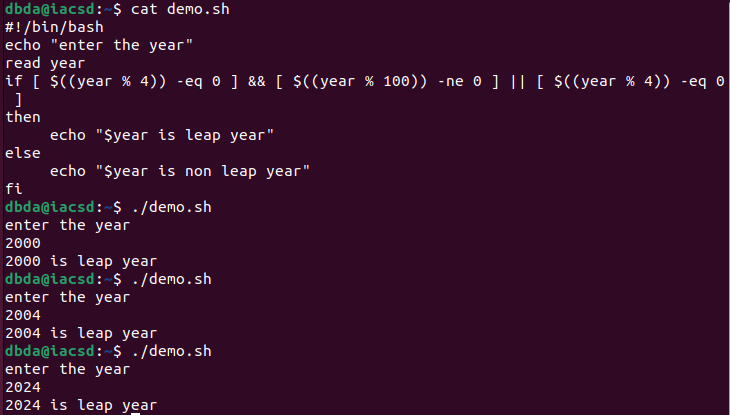 dbda@iacsd:~$ cat demo.sh
#!/bin/bash
echo "enter the year"
read year
if [ $((year % 4)) -eq 0 ] && [ $((year % 100)) -ne 0 ] || [ $((year % 4)) -eq 0
 ]
then
     echo "$year is leap year"
else
     echo "$year is non leap year"
fi
dbda@iacsd:~$ ./demo.sh
enter the year
2000
2000 is leap year
dbda@iacsd:~$ ./demo.sh
enter the year
2004
2004 is leap year
dbda@iacsd:~$ ./demo.sh
enter the year
2024
2024 is leap year